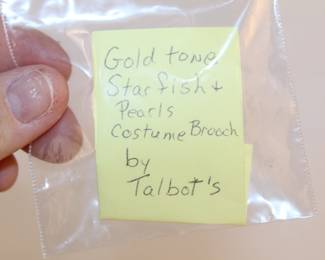 Gold tone
Starfish +
Pearls
Costume Brooch
by
Talbot's